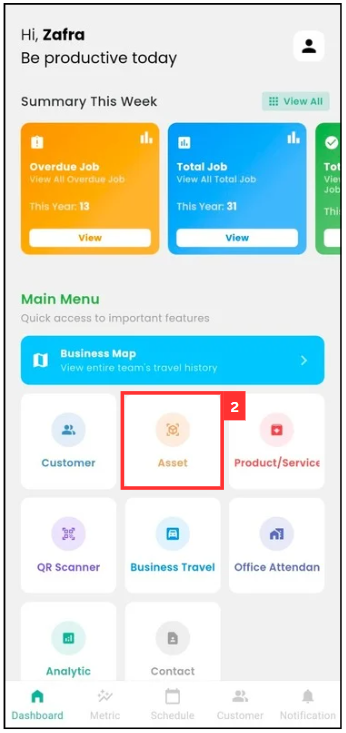 Hi, Zafra
Be productive today
Summary This Week
View All
Overdue Job
View All Overdue Job
This Year: 13
View
Total Job
View All Total Job
This Year: 31
View
Tot
Vie
Job
Thi
Main Menu
Quick access to important features
Business Map
View entire team's travel history
2
Customer
Asset
Product/Service
QR Scanner
Business Travel
Office Attendan
Analytic
Contact
Dashboard
Metric
Schedule
Customer
Notification